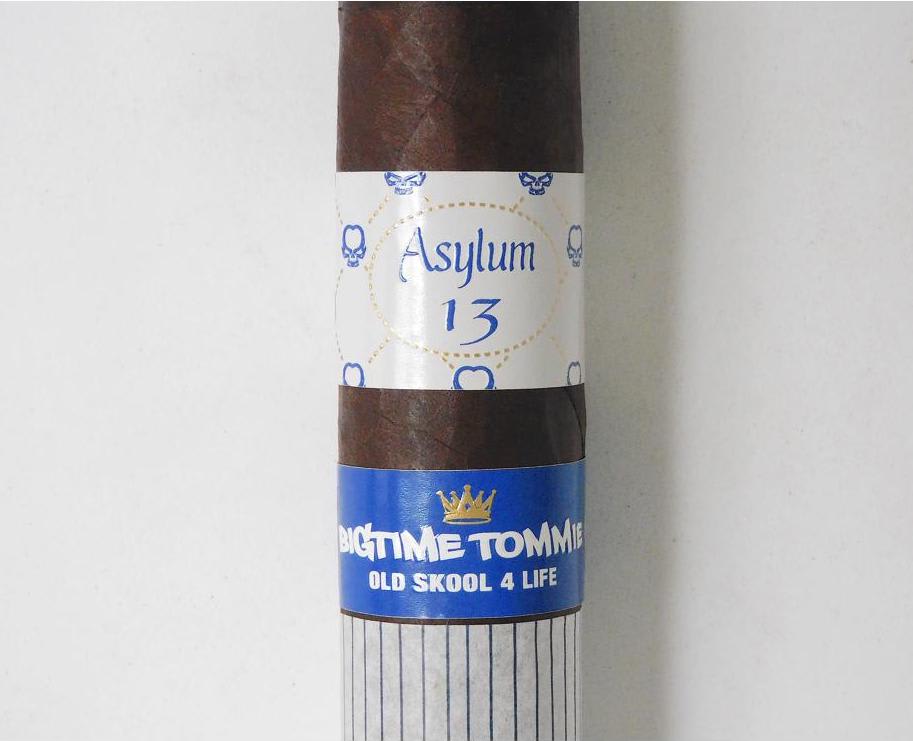 Asylum
13
BIGTIME TOMMIE
OLD SKOOL 4 LIFE